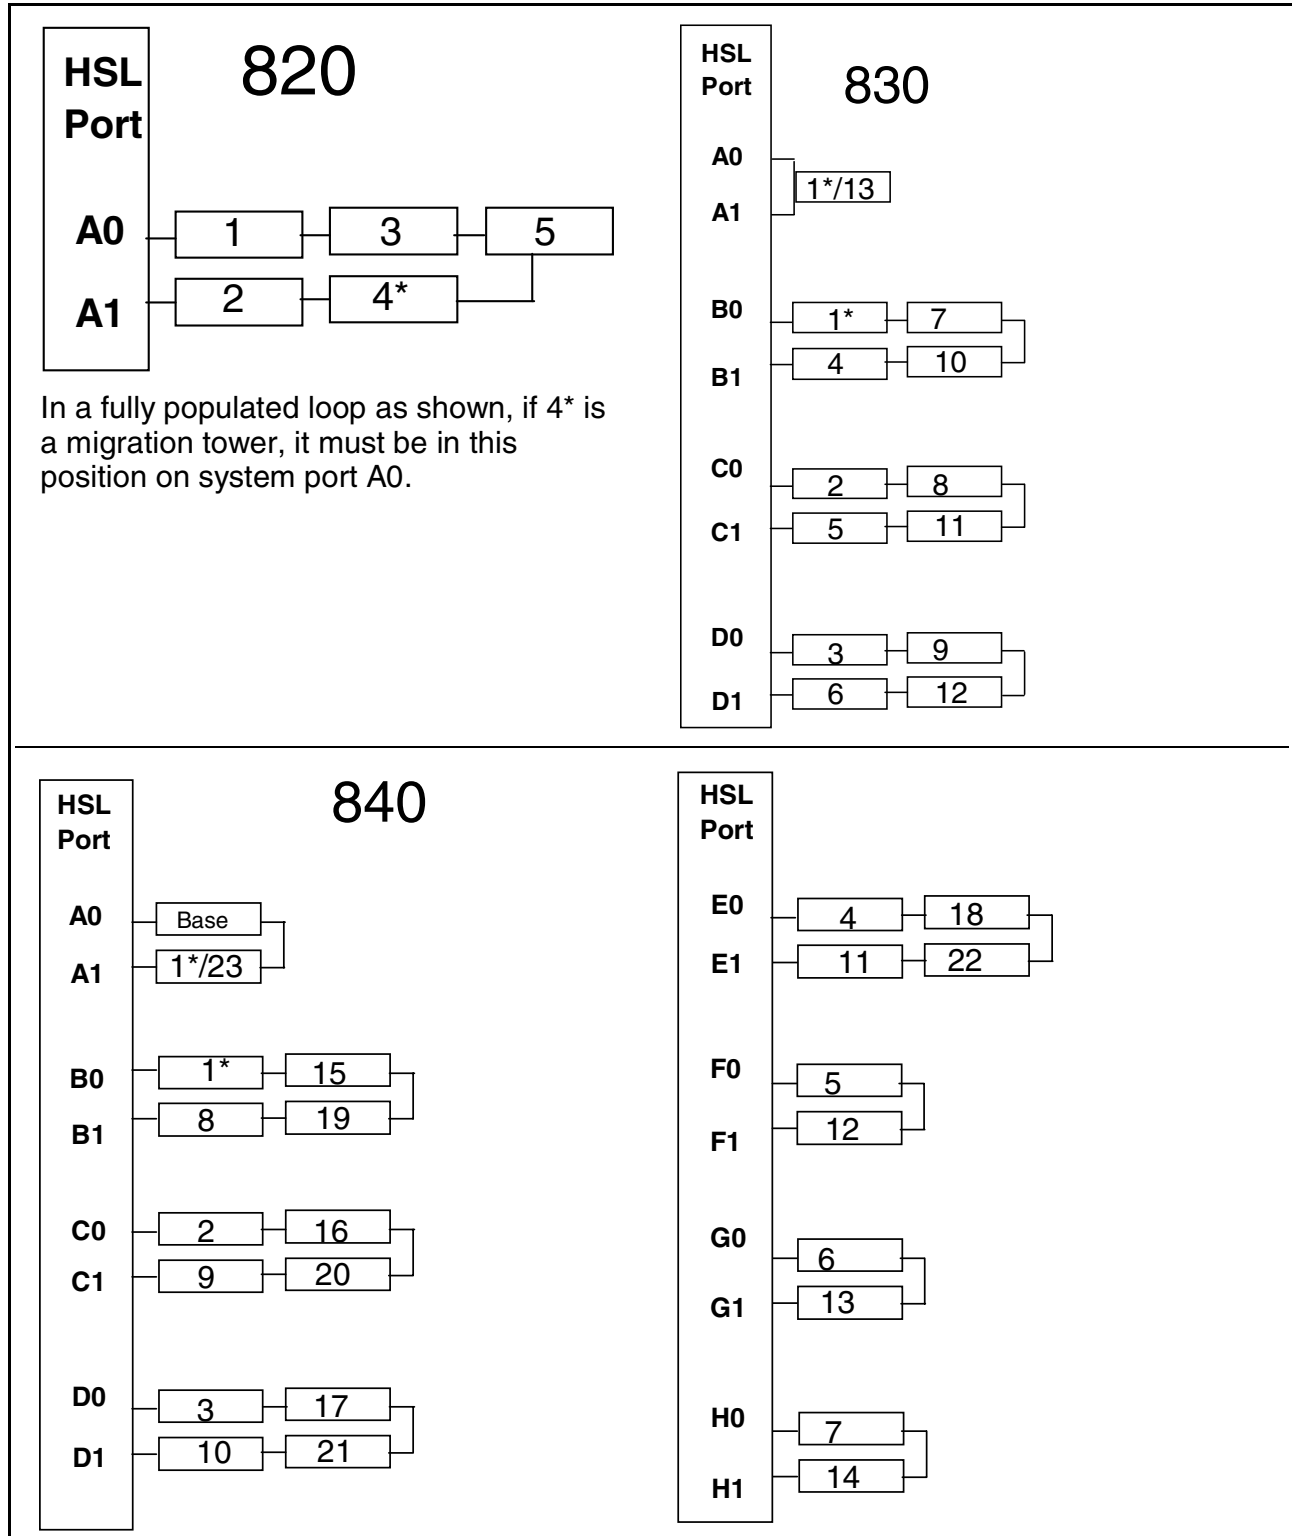 820
HSL
Port
A0
1
3
5
A1
2
4*
In a fully populated loop as shown, if 4* is
a migration tower, it must be in this
position on system port A0.
830
HSL
Port
A0
1*/13
A1
B0
1*
7
B1
4
10
C0
2
8
C1
5
11
D0
3
9
D1
6
12
840
HSL
Port
A0
Base
A1
1*/23
B0
1*
15
B1
8
19
C0
2
16
C1
9
20
D0
3
17
D1
10
21
HSL
Port
E0
4
18
E1
11
22
F0
5
F1
12
G0
6
G1
13
H0
7
H1
14